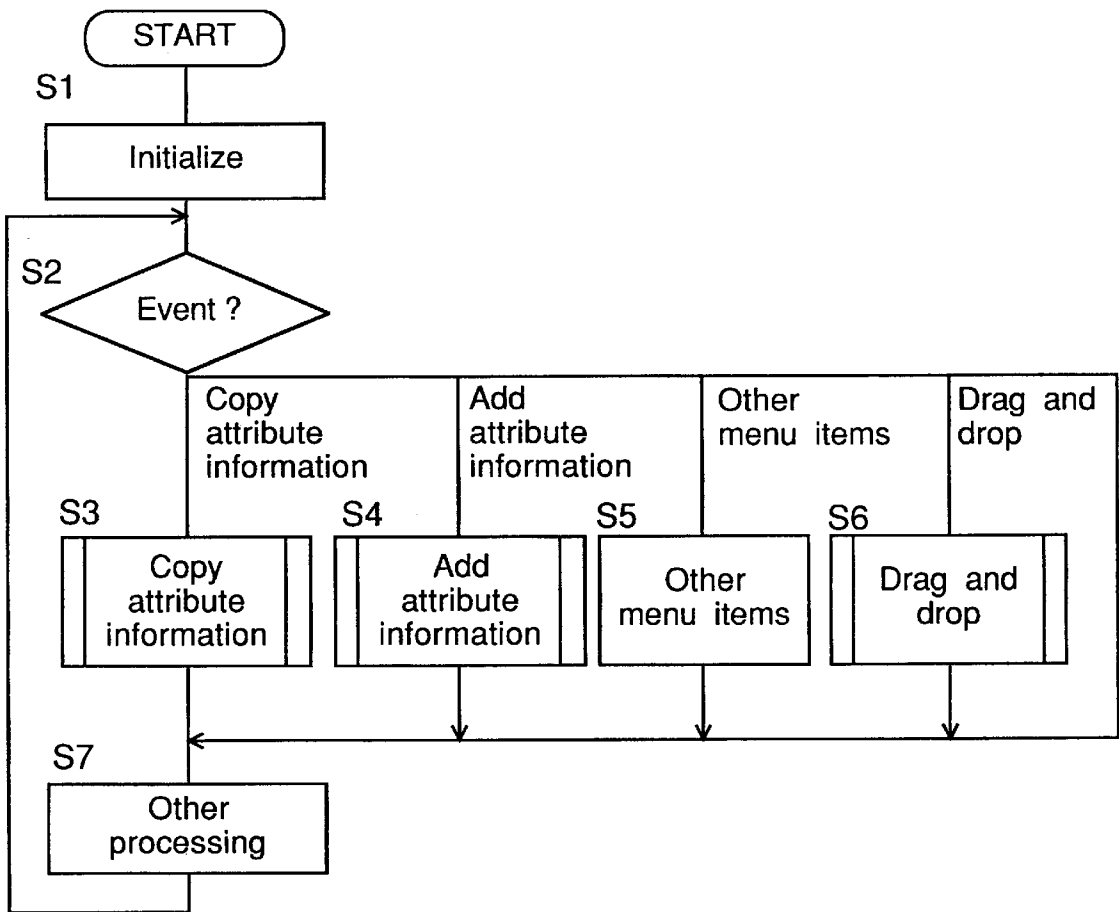 START
S1
Initialize
S2
Event ?
Copy
attribute
information
Add
attribute
information
Other
menu items
Drag and
drop
S3
Copy
attribute
information
S4
Add
attribute
information
S5
Other
menu items
S6
Drag and
drop
S7
Other
processing